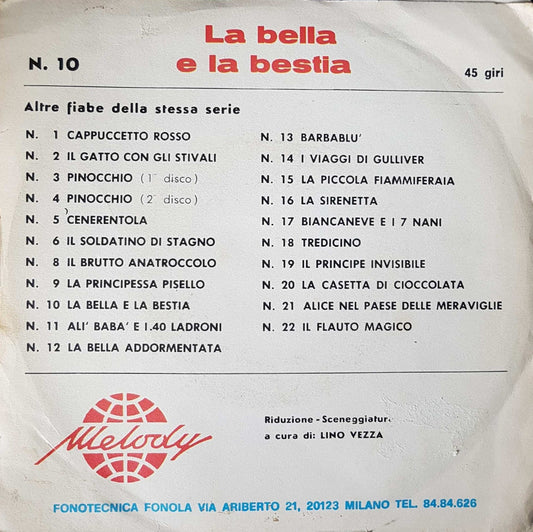 La bella
e la bestia
N. 10
45 giri
Altre fiabe della stessa serie
N. 1 CAPPUCCETTO ROSSO
N. 2 IL GATTO CON GLI STIVALI
N. 3 PINOCCHIO (1° disco)
N. 4 PINOCCHIO (2° disco)
N. 5 CENERENTOLA
N. 6 IL SOLDATINO DI STAGNO
N. 8 IL BRUTTO ANATROCCOLO
N. 9 LA PRINCIPESSA PISELLO
N. 10 LA BELLA E LA BESTIA
N. 11 ALI' BABA' E I.40 LADRONI
N. 12 LA BELLA ADDORMENTATA
N. 13 BARBABLU'
N. 14 I VIAGGI DI GULLIVER
N. 15 LA PICCOLA FIAMMIFERAIA
N. 16 LA SIRENETTA
N. 17 BIANCANEVE E I 7 NANI
N. 18 TREDICINO
N. 19 IL PRINCIPE INVISIBILE
N. 20 LA CASETTA DI CIOCCOLATA
N. 21 ALICE NEL PAESE DELLE MERAVIGLIE
N. 22 IL FLAUTO MAGICO
Melody
Riduzione - Sceneggiatur
a cura di: LINO VEZZA
FONOTECNICA FONOLA VIA ARIBERTO 21, 20123 MILANO TEL. 84.84.626